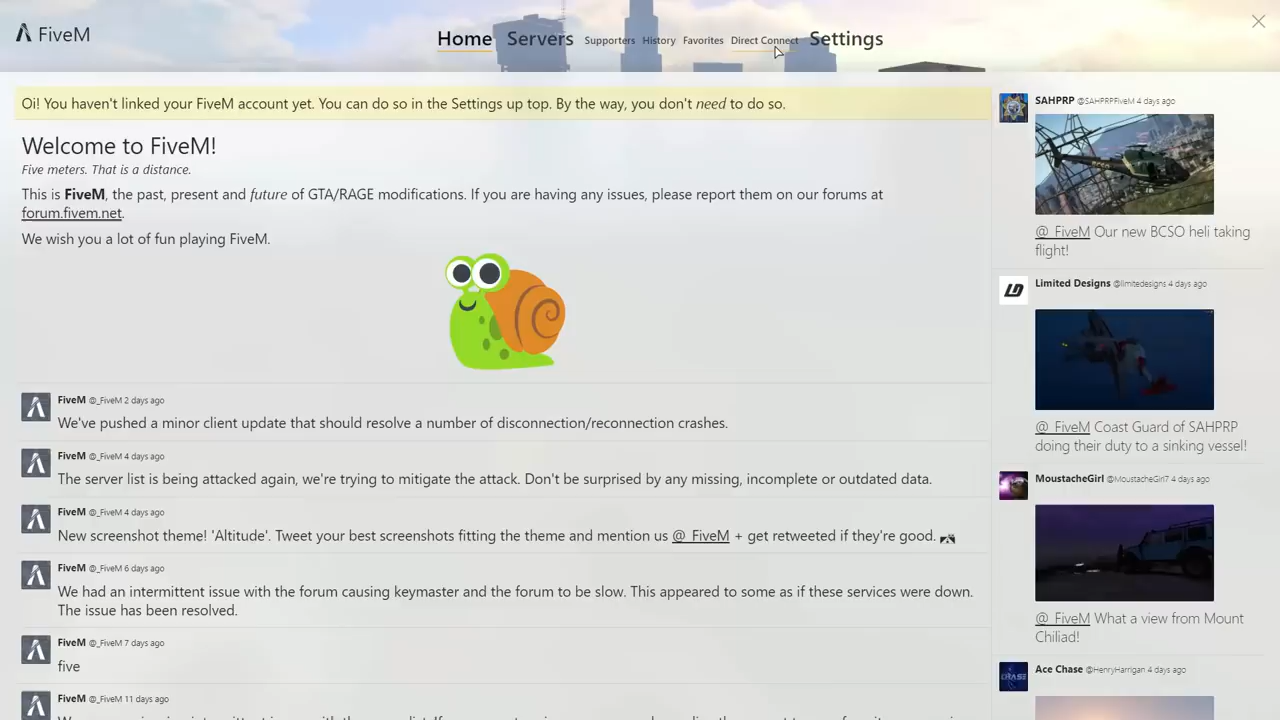 FiveM
Home Servers Supporters History Favorites Direct Connect Settings
Oi! You haven't linked your FiveM account yet. You can do so in the Settings up top. By the way, you don't need to do so.
Welcome to FiveM!
Five meters. That is a distance.
This is FiveM, the past, present and future of GTA/RAGE modifications. If you are having any issues, please report them on our forums at
forum.fivem.net.
We wish you a lot of fun playing FiveM.
FiveM @_FiveM 2 days ago
We've pushed a minor client update that should resolve a number of disconnection/reconnection crashes.
FiveM @_FiveM 4 days ago
The server list is being attacked again, we're trying to mitigate the attack. Don't be surprised by any missing, incomplete or outdated data.
FiveM @_FiveM 4 days ago
New screenshot theme! 'Altitude'. Tweet your best screenshots fitting the theme and mention us @_FiveM + get retweeted if they're good.
FiveM @_FiveM 6 days ago
We had an intermittent issue with the forum causing keymaster and the forum to be slow. This appeared to some as if these services were down.
The issue has been resolved.
FiveM @_FiveM 7 days ago
five
FiveM @_FiveM 11 days ago
SAHPRP @SAHPRPFiveM 4 days ago
@_FiveM Our new BCSO heli taking
flight!
LD
Limited Designs @limitedesigns 4 days ago
@_FiveM Coast Guard of SAHPRP
doing their duty to a sinking vessel!
MoustacheGirl @MoustacheGirl7 4 days ago
@_FiveM What a view from Mount
Chiliad!
Ace Chase @HenryHarrigan 4 days ago
CHASE